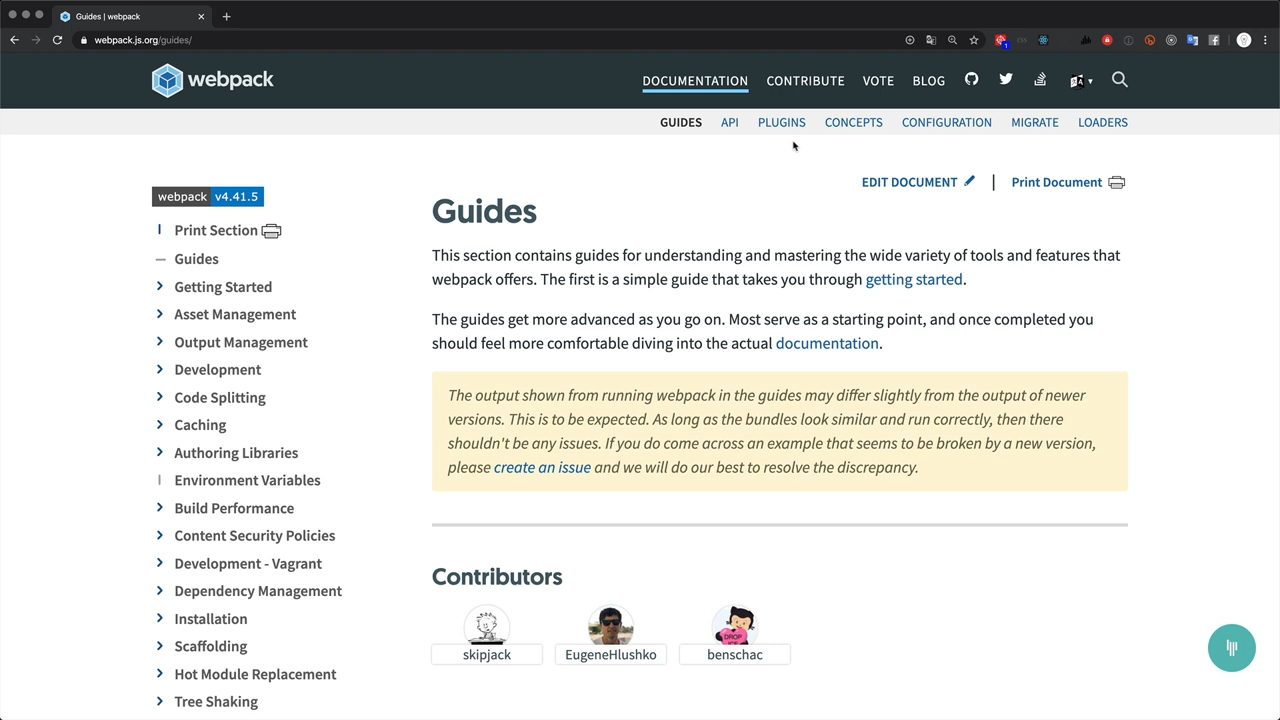 Guides | webpack
webpack.js.org/guides/
webpack
DOCUMENTATION CONTRIBUTE VOTE BLOG
GUIDES API PLUGINS CONCEPTS CONFIGURATION MIGRATE LOADERS
webpack v4.41.5
Print Section
Guides
Getting Started
Asset Management
Output Management
Development
Code Splitting
Caching
Authoring Libraries
Environment Variables
Build Performance
Content Security Policies
Development - Vagrant
Dependency Management
Installation
Scaffolding
Hot Module Replacement
Tree Shaking
EDIT DOCUMENT | Print Document
Guides
This section contains guides for understanding and mastering the wide variety of tools and features that
webpack offers. The first is a simple guide that takes you through getting started.
The guides get more advanced as you go on. Most serve as a starting point, and once completed you
should feel more comfortable diving into the actual documentation.
The output shown from running webpack in the guides may differ slightly from the output of newer
versions. This is to be expected. As long as the bundles look similar and run correctly, then there
shouldn't be any issues. If you do come across an example that seems to be broken by a new version,
please create an issue and we will do our best to resolve the discrepancy.
Contributors
skipjack EugeneHlushko benschac